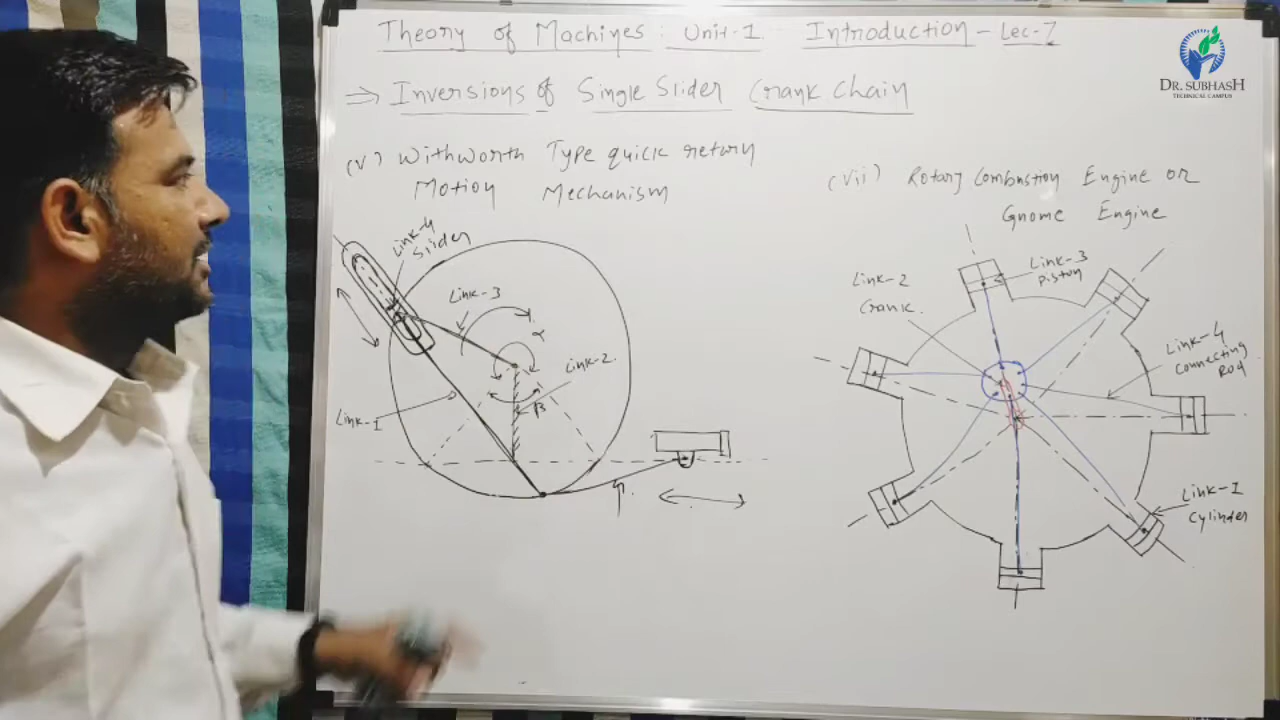 Theory of Machines: Unit-1 Introduction - Lec-7
⇒ Inversions of Single Slider Crank Chain
(v) Withworth Type quick retury
Motion Mechanism
Link-4
Slider
Link-3
α
Link-2
β
Link-1
(vii) Rotary Combustion Engine or
Gnome Engine
Link-3
piston
Link-2
Crank
Link-4
Connecting
Rod
Link-1
Cylinder
DR. SUBHASH
TECHNICAL CAMPUS